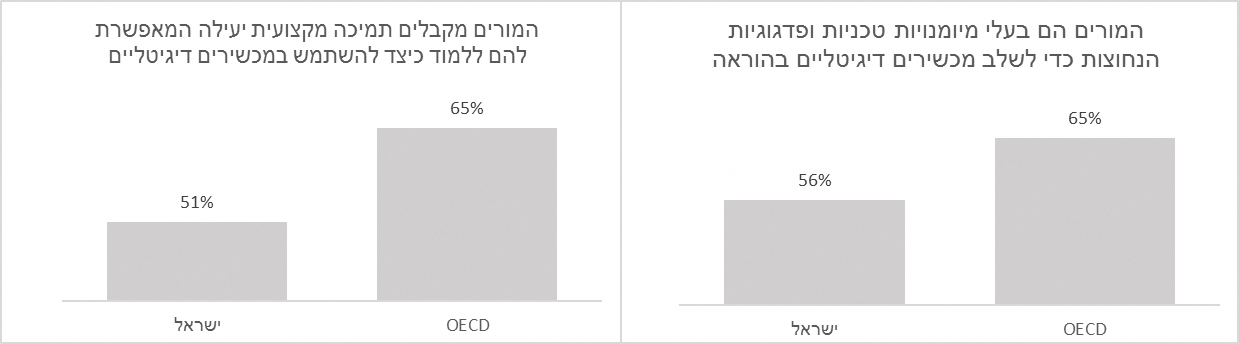 המורים הם בעלי מיומנויות טכניות ופדגוגיות
הנחוצות כדי לשלב מכשירים דיגיטליים בהוראה
65%
56%
OECD
ישראל
המורים מקבלים תמיכה מקצועית יעילה המאפשרת
להם ללמוד כיצד להשתמש במכשירים דיגיטליים
65%
51%
OECD
ישראל